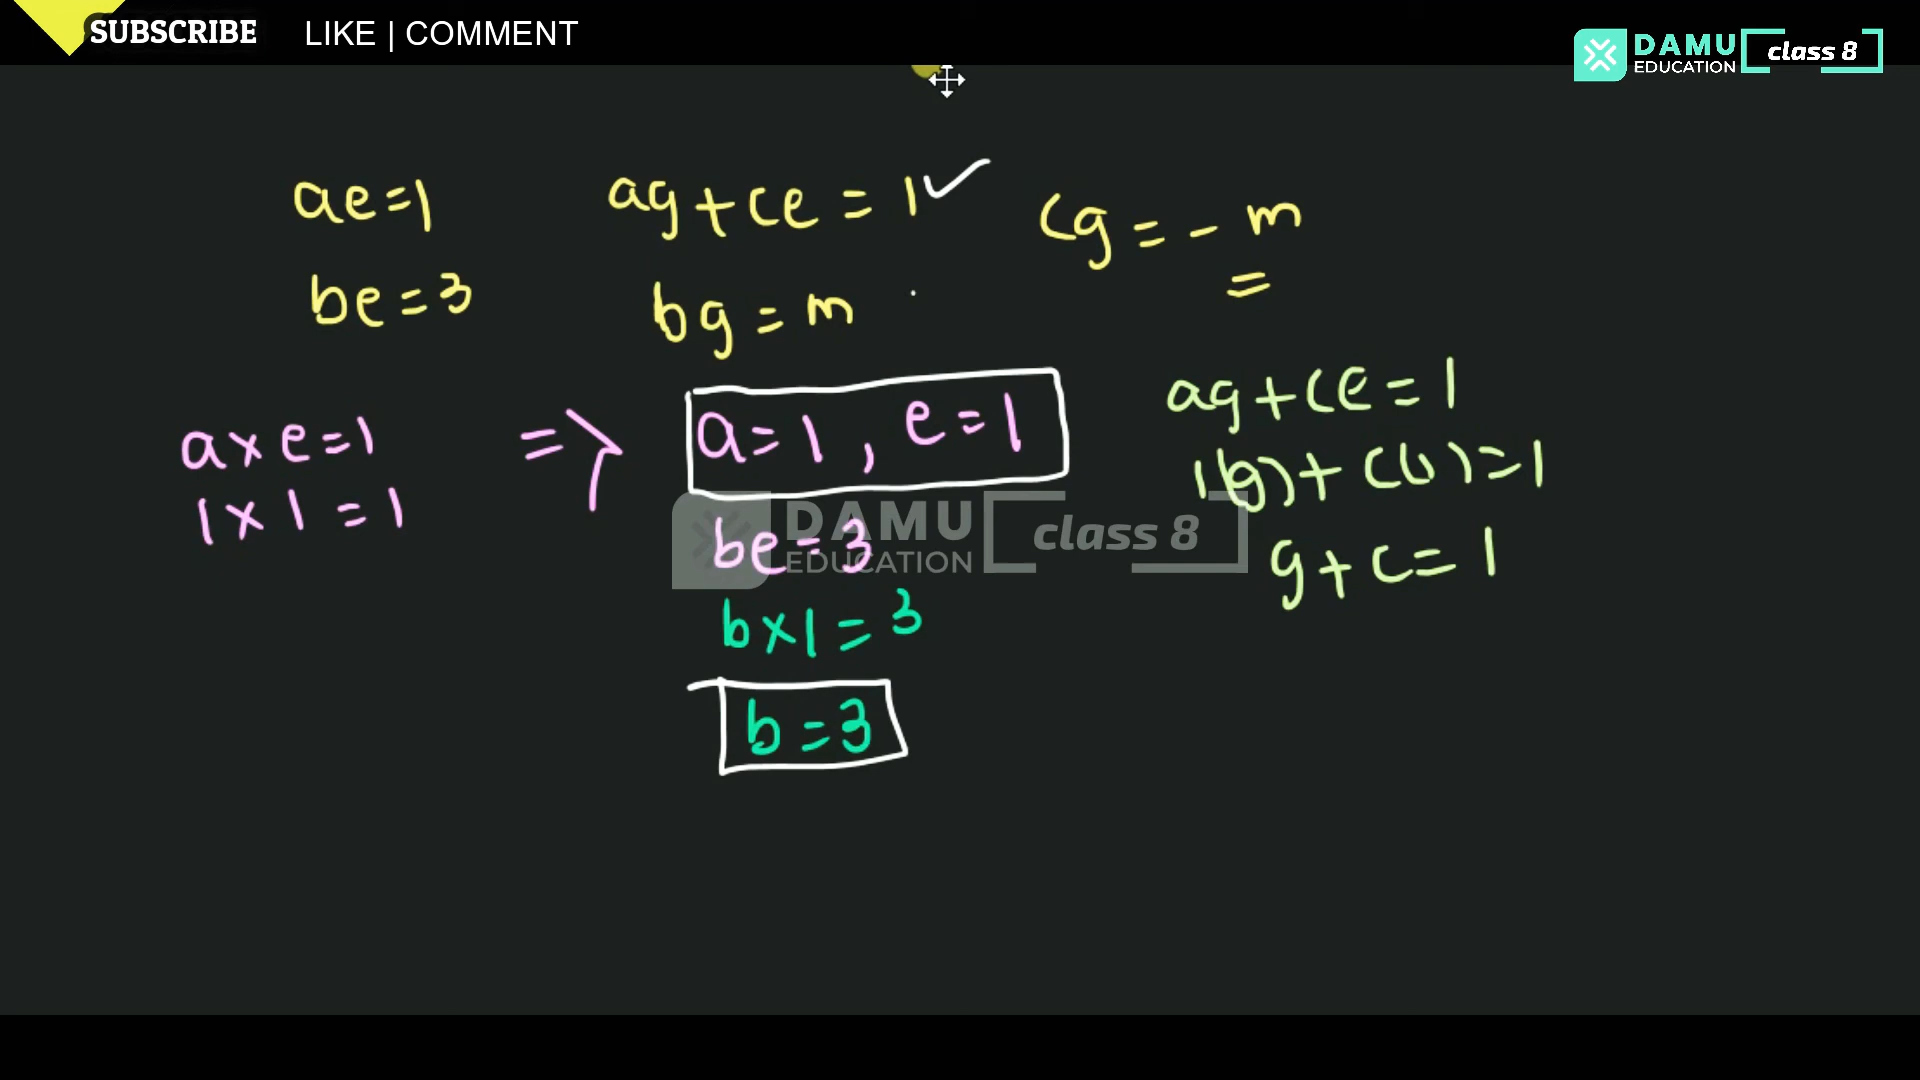 SUBSCRIBE LIKE | COMMENT
DAMU EDUCATION class 8
ae=1 ag+ce=1✓ cg=-m
be=3 bg=m =
a×e=1 => a=1, e=1 ag+ce=1
1×1=1 1(g)+c(1)=1
DAMU EDUCATION class 8
be=3 g+c=1
b×1=3
b=3